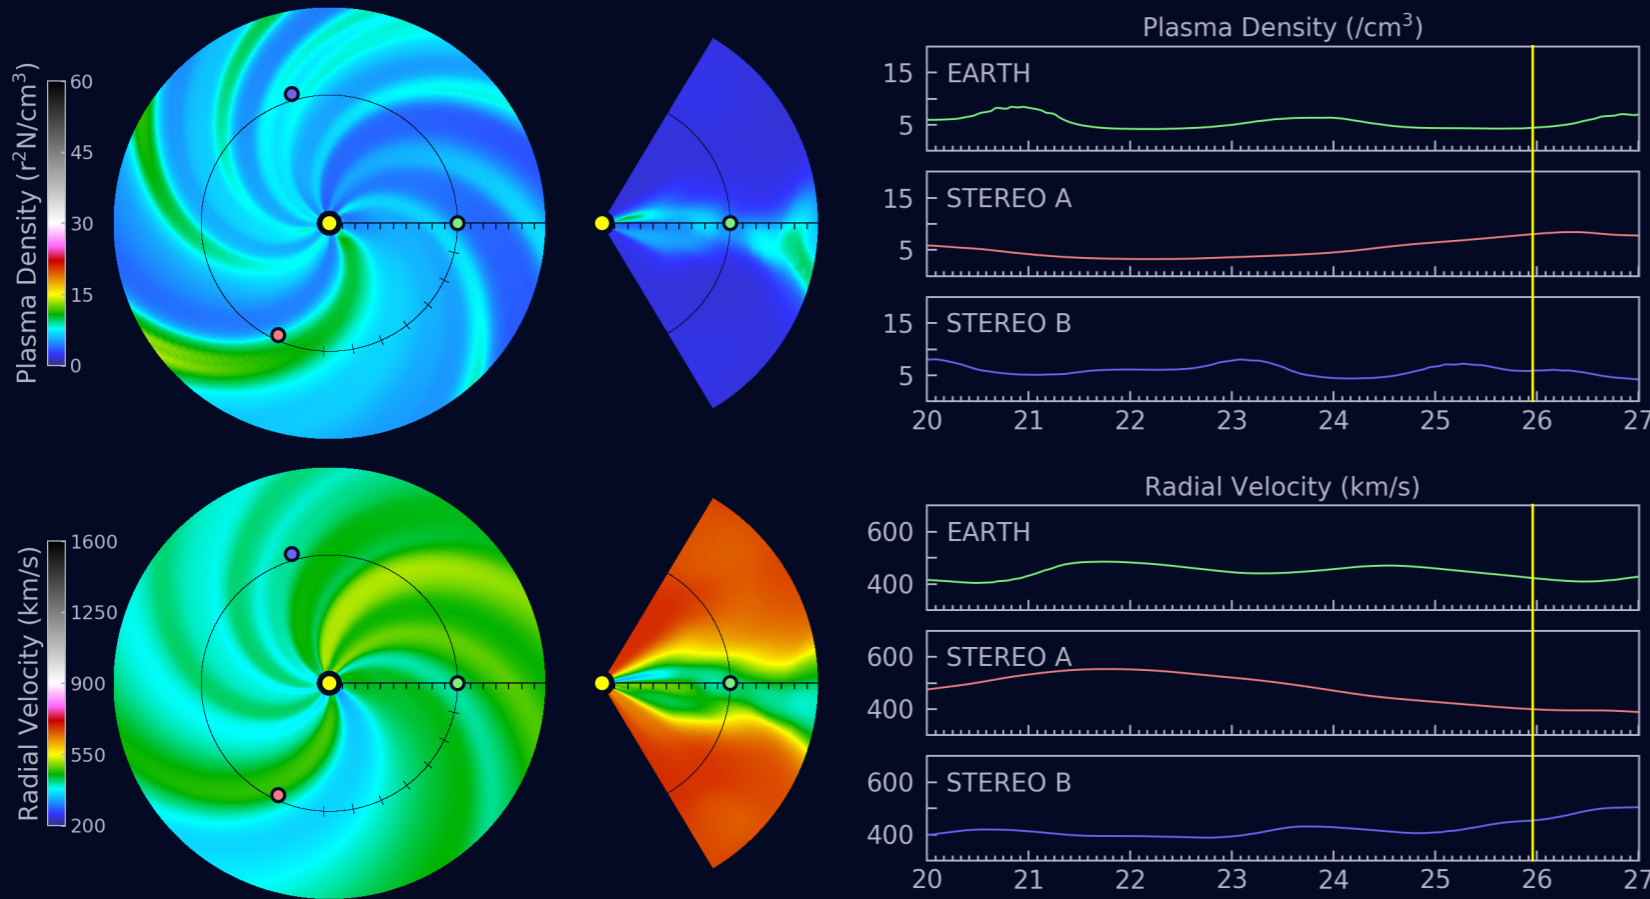 Plasma Density (r²N/cm³)
60
45
30
15
0
Plasma Density (/cm³)
15
5
EARTH
15
5
STEREO A
15
5
STEREO B
20 21 22 23 24 25 26 27
Radial Velocity (km/s)
1600
1250
900
550
200
Radial Velocity (km/s)
600
400
EARTH
600
400
STEREO A
600
400
STEREO B
20 21 22 23 24 25 26 27